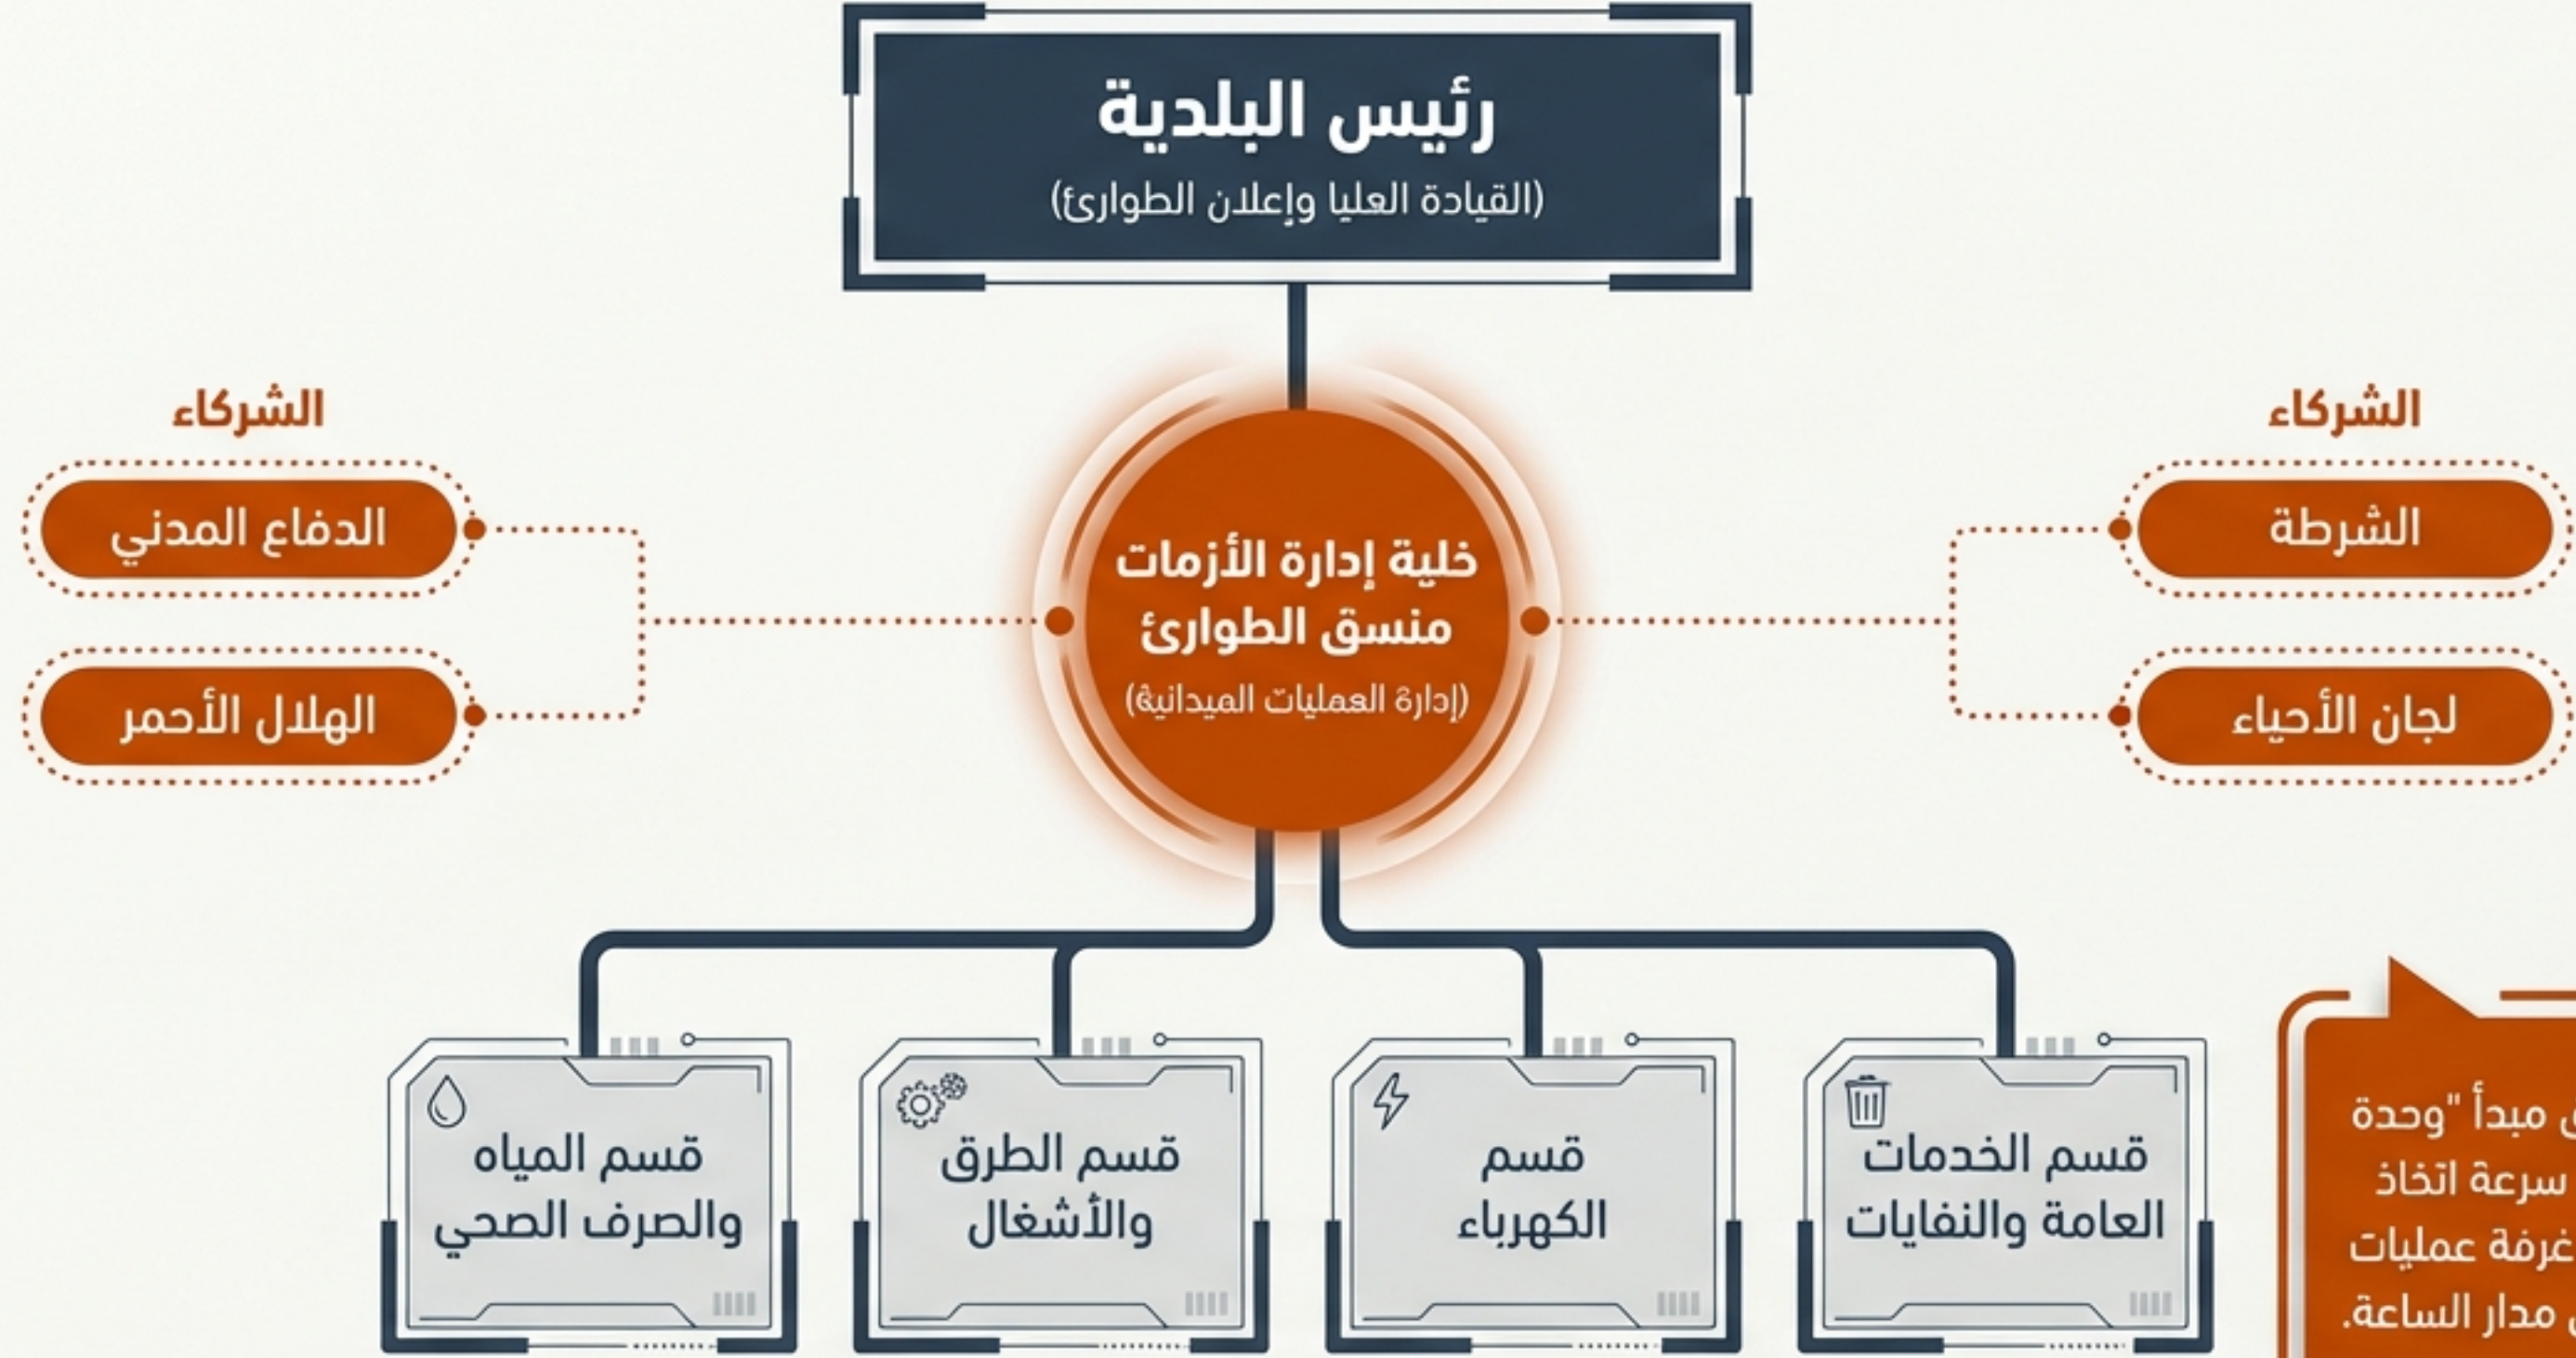 رئيس البلدية
(القيادة العليا وإعلان الطوارئ)
الشركاء
الشرطة
لجان الأحياء
خلية إدارة الأزمات
منسق الطوارئ
(إدارة العمليات الميدانية)
الشركاء
الدفاع المدني
الهلال الأحمر
قسم الخدمات
العامة والنفايات
قسم
الكهرباء
قسم الطرق
والأشغال
قسم المياه
والصرف الصحي
مبدأ "وحدة
سرعة اتخاذ
غرفة عمليات
مدار الساعة.